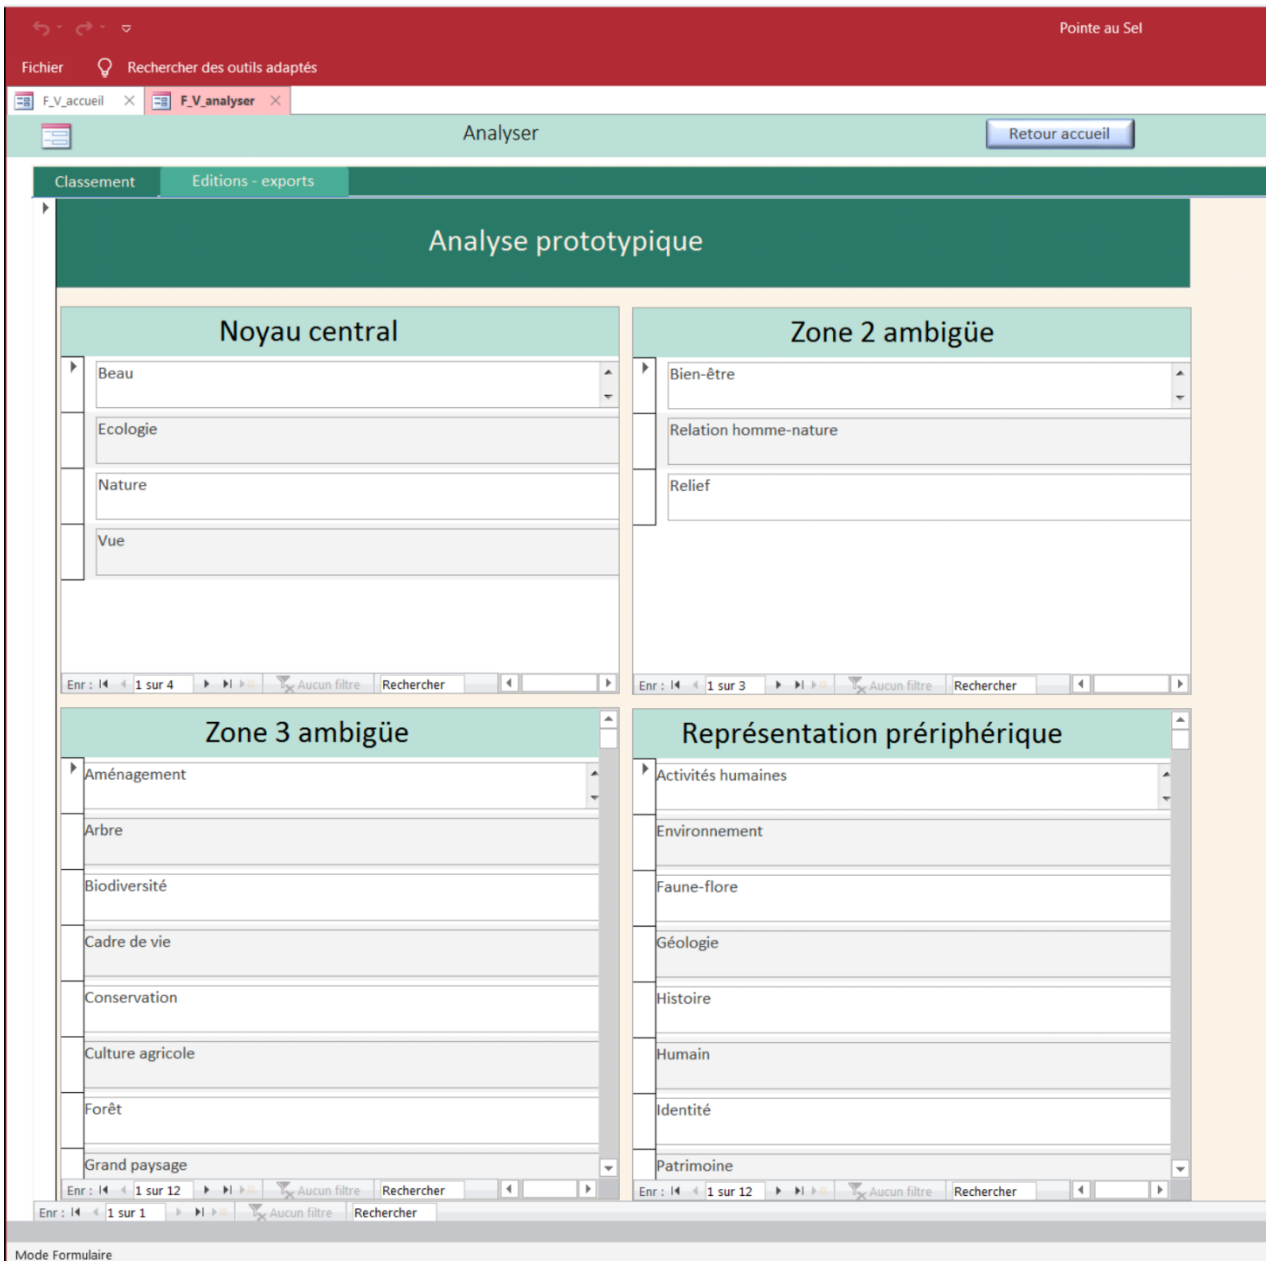 Pointe au Sel
Fichier Rechercher des outils adaptés
F_V_accueil F_V_analyser
Analyser Retour accueil
Classement Editions - exports
Analyse prototypique
Noyau central
Beau
Ecologie
Nature
Vue
Enr : 1 sur 4 Aucun filtre Rechercher
Zone 2 ambigüe
Bien-être
Relation homme-nature
Relief
Enr : 1 sur 3 Aucun filtre Rechercher
Zone 3 ambigüe
Aménagement
Arbre
Biodiversité
Cadre de vie
Conservation
Culture agricole
Forêt
Grand paysage
Enr : 1 sur 12 Aucun filtre Rechercher
Représentation prériphérique
Activités humaines
Environnement
Faune-flore
Géologie
Histoire
Humain
Identité
Patrimoine
Enr : 1 sur 12 Aucun filtre Rechercher
Enr : 1 sur 1 Aucun filtre Rechercher
Mode Formulaire